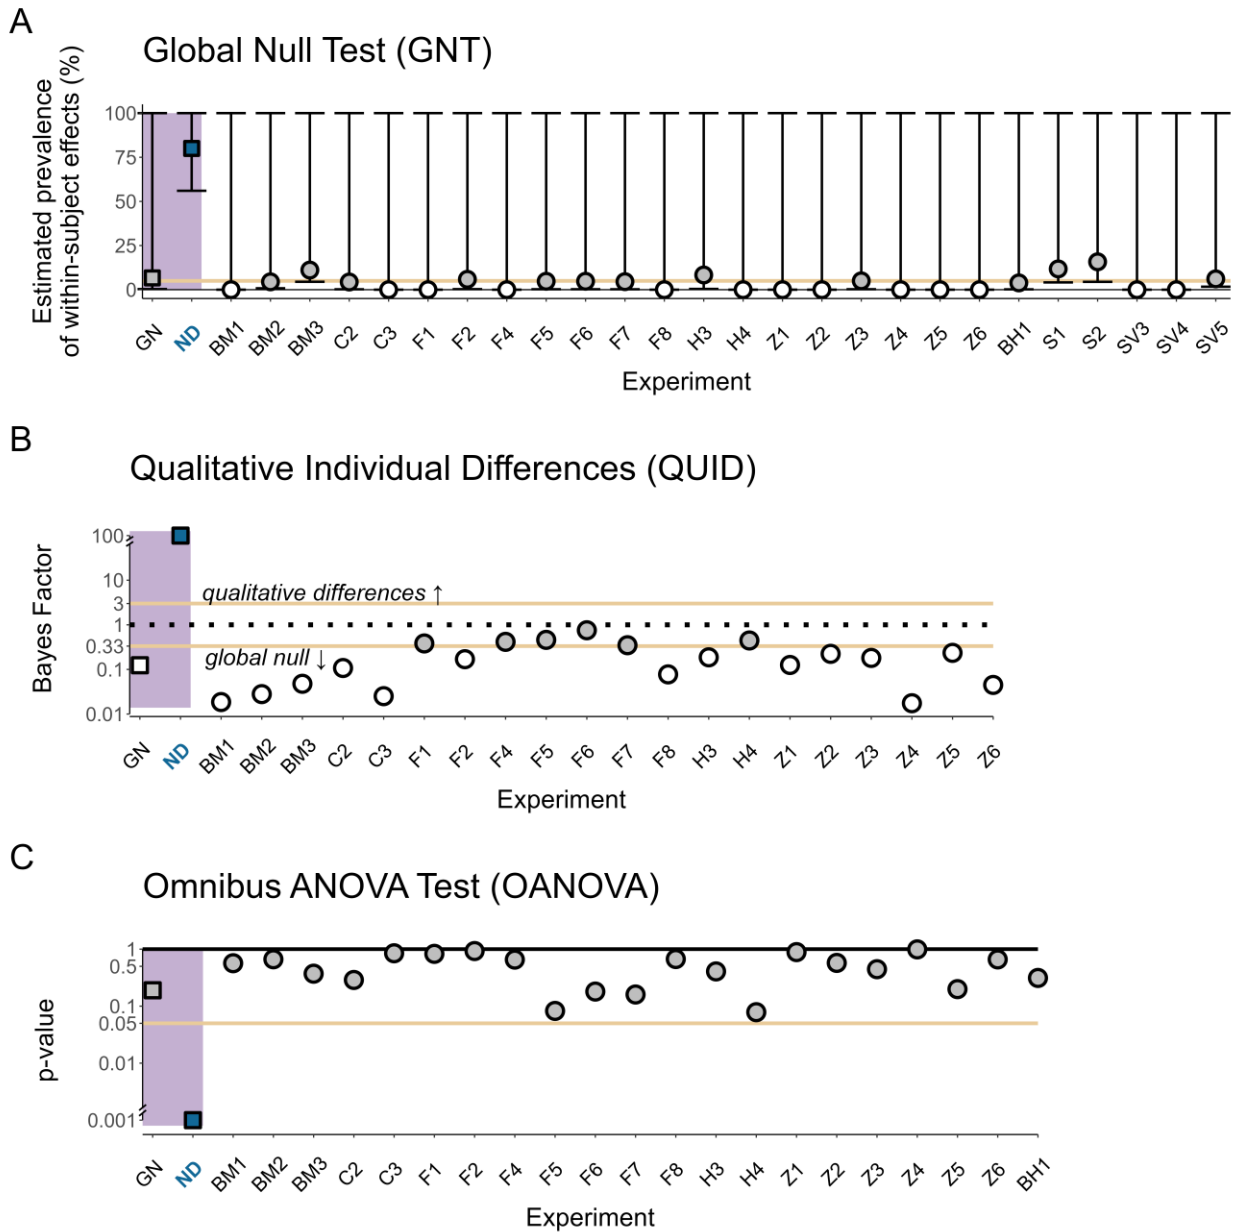 A
Global Null Test (GNT)
Estimated prevalence
of within-subject effects (%)
100
75
50
25
0
GN ND BM1 BM2 BM3 C2 C3 F1 F2 F4 F5 F6 F7 F8 H3 H4 Z1 Z2 Z3 Z4 Z5 Z6 BH1 S1 S2 SV3 SV4 SV5
Experiment
B
Qualitative Individual Differences (QUID)
Bayes Factor
100
10
3
1
0.33
0.1
0.01
qualitative differences ↑
global null ↓
GN ND BM1 BM2 BM3 C2 C3 F1 F2 F4 F5 F6 F7 F8 H3 H4 Z1 Z2 Z3 Z4 Z5 Z6
Experiment
C
Omnibus ANOVA Test (OANOVA)
p-value
1
0.5
0.1
0.05
0.01
0.001
GN ND BM1 BM2 BM3 C2 C3 F1 F2 F4 F5 F6 F7 F8 H3 H4 Z1 Z2 Z3 Z4 Z5 Z6 BH1
Experiment